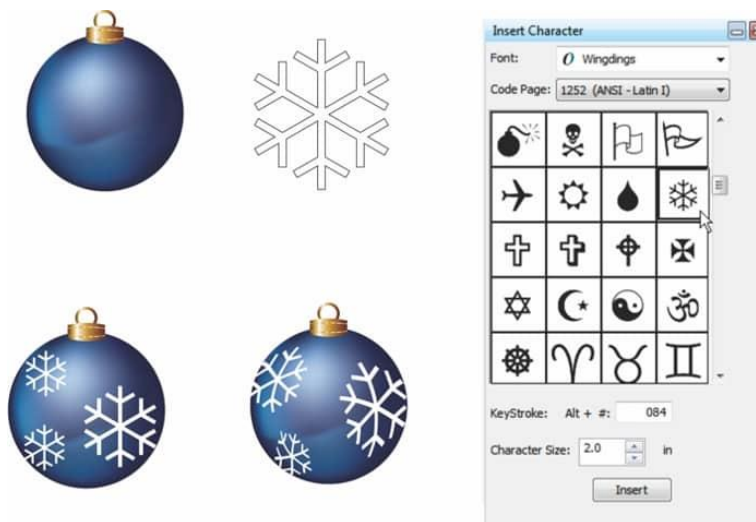 Insert Character
Font: O Wingdings
Code Page: 1252 (ANSI - Latin I)
KeyStroke: Alt + #: 084
Character Size: 2.0 in
Insert